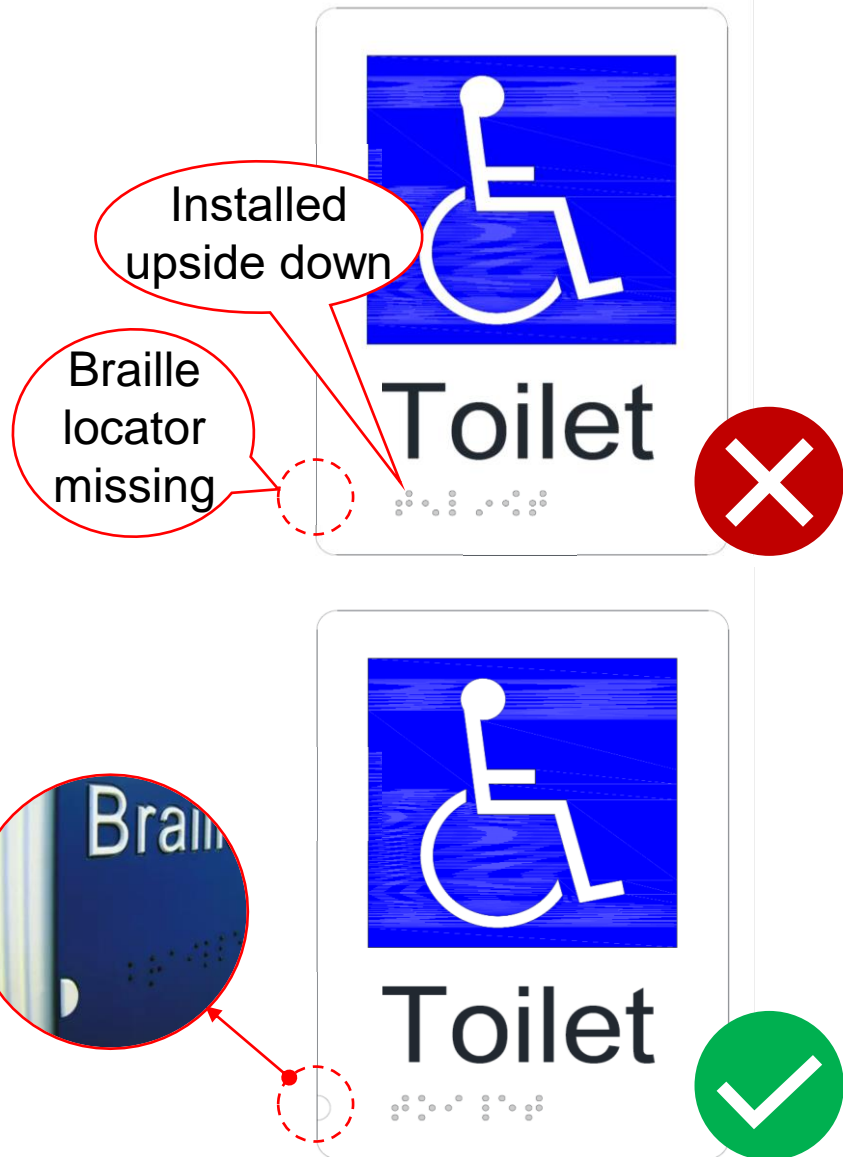 Installed
upside down
Braille
locator
missing
Toilet
Brail
Toilet